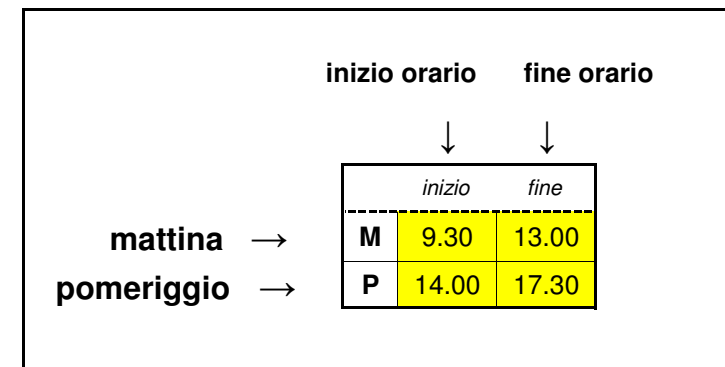 inizio orario fine orario
↓ ↓
inizio fine
mattina → M 9.30 13.00
pomeriggio → P 14.00 17.30